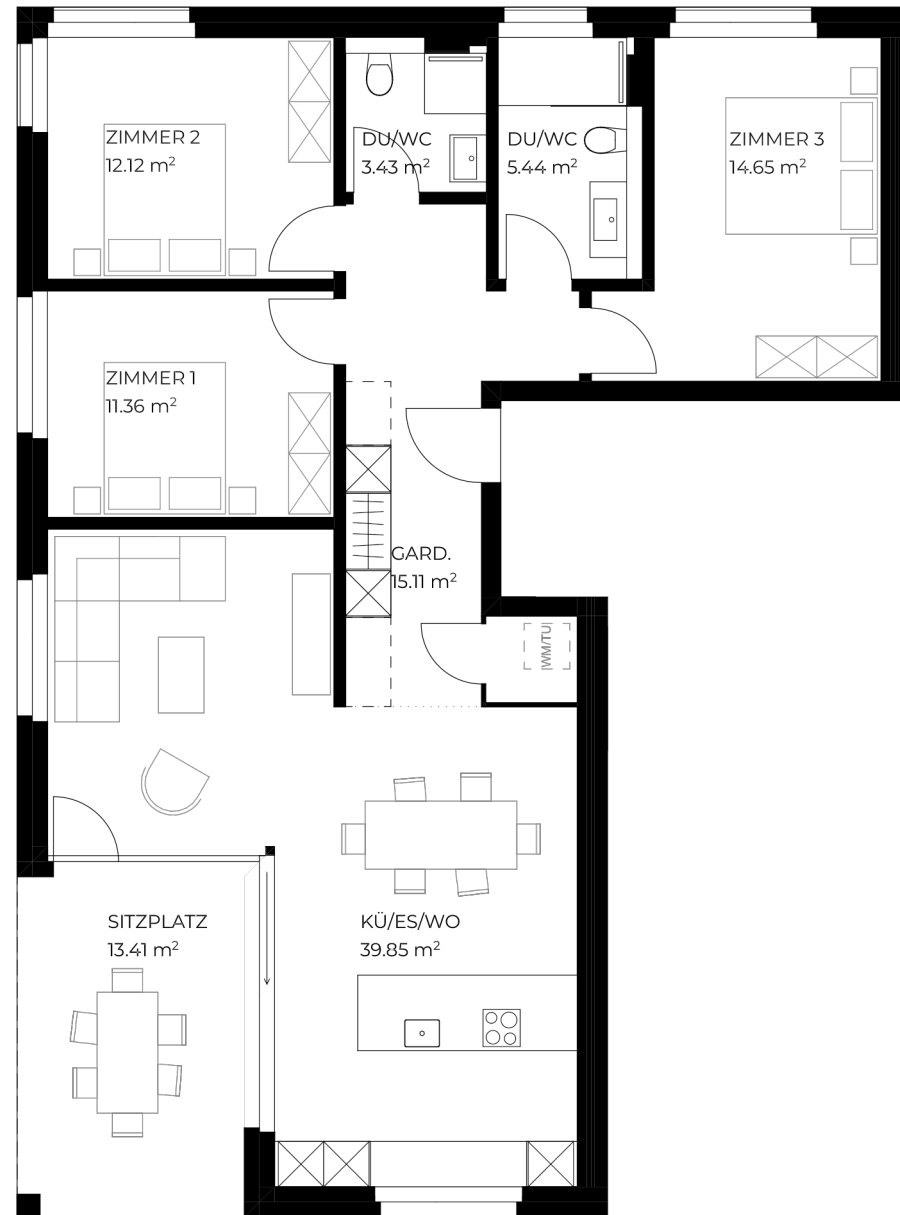 ZIMMER 2
12.12 m²
DU/WC
3.43 m²
DU/WC
5.44 m²
ZIMMER 3
14.65 m²
ZIMMER 1
11.36 m²
GARD.
15.11 m²
WM/TU
SITZPLATZ
13.41 m²
KÜ/ES/WO
39.85 m²